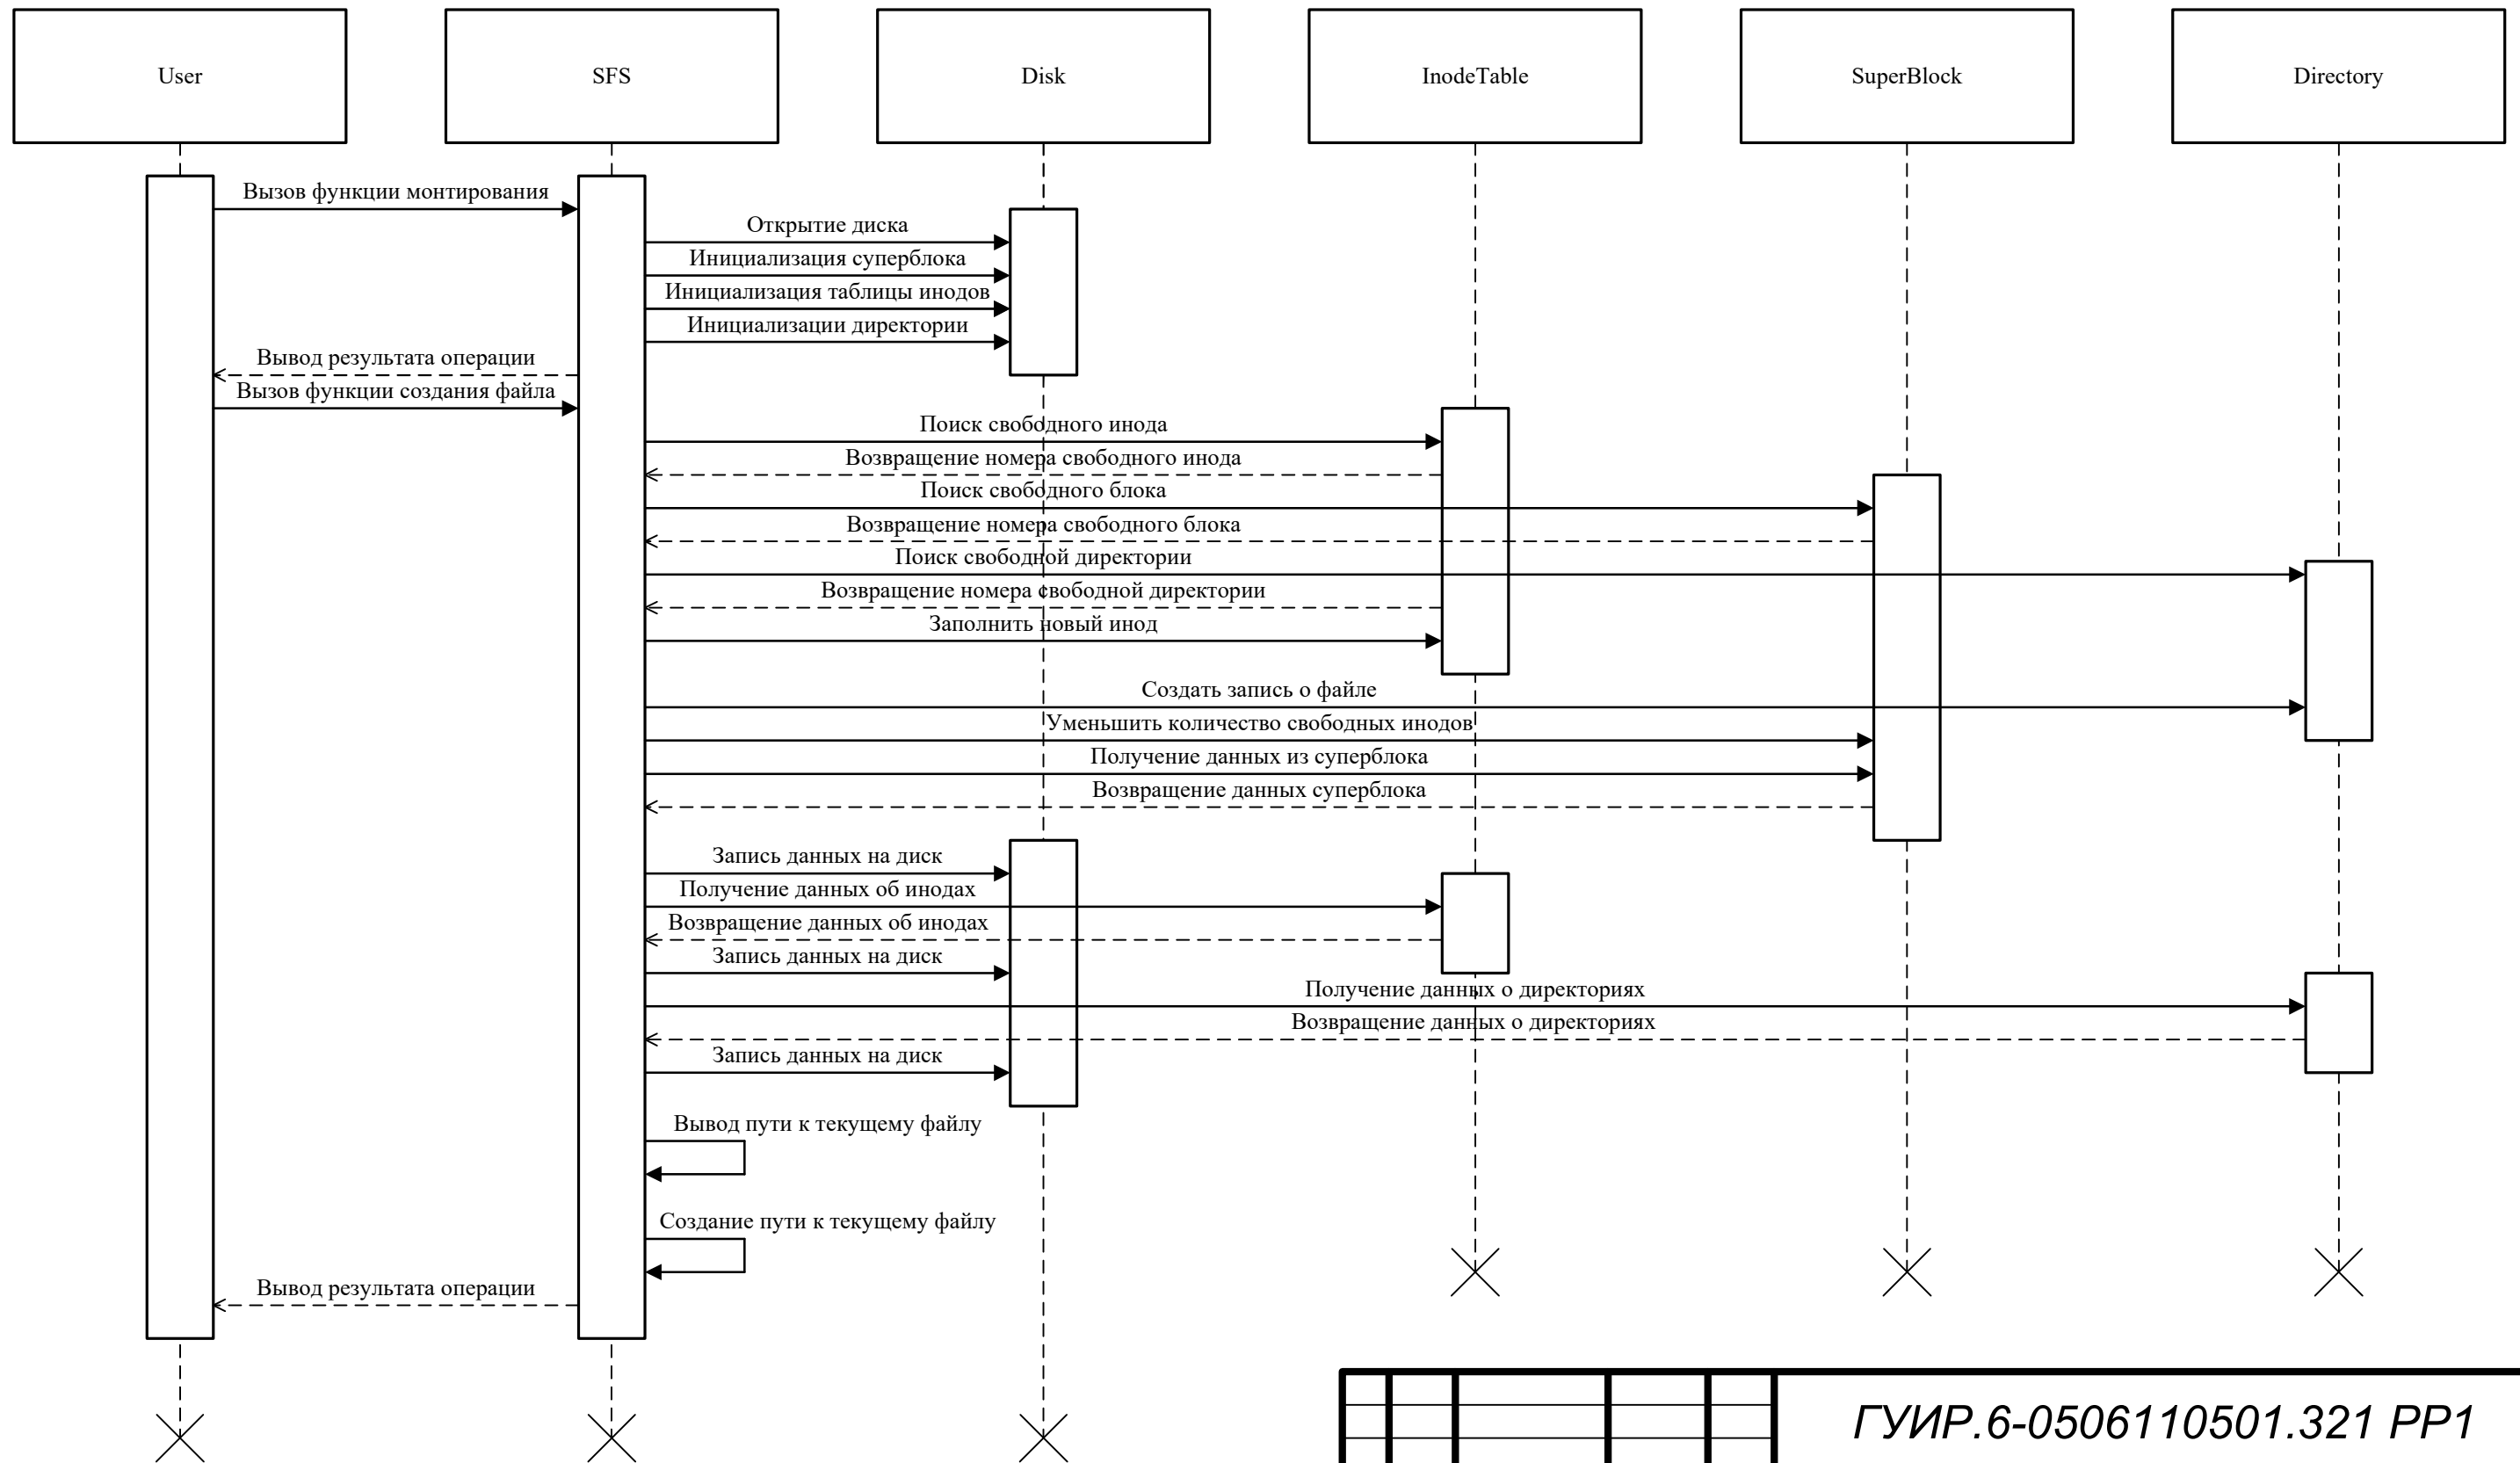 User
SFS
Disk
InodeTable
SuperBlock
Directory
Вызов функции монтирования
Открытие диска
Инициализация суперблока
Инициализация таблицы инодов
Инициализации директории
Вывод результата операции
Вызов функции создания файла
Поиск свободного инода
Возвращение номера свободного инода
Поиск свободного блока
Возвращение номера свободного блока
Поиск свободной директории
Возвращение номера свободной директории
Заполнить новый инод
Создать запись о файле
Уменьшить количество свободных инодов
Получение данных из суперблока
Возвращение данных суперблока
Запись данных на диск
Получение данных об инодах
Возвращение данных об инодах
Запись данных на диск
Получение данных о директориях
Возвращение данных о директориях
Запись данных на диск
Вывод пути к текущему файлу
Создание пути к текущему файлу
Вывод результата операции
ГУИР.6-0506110501.321 РР1